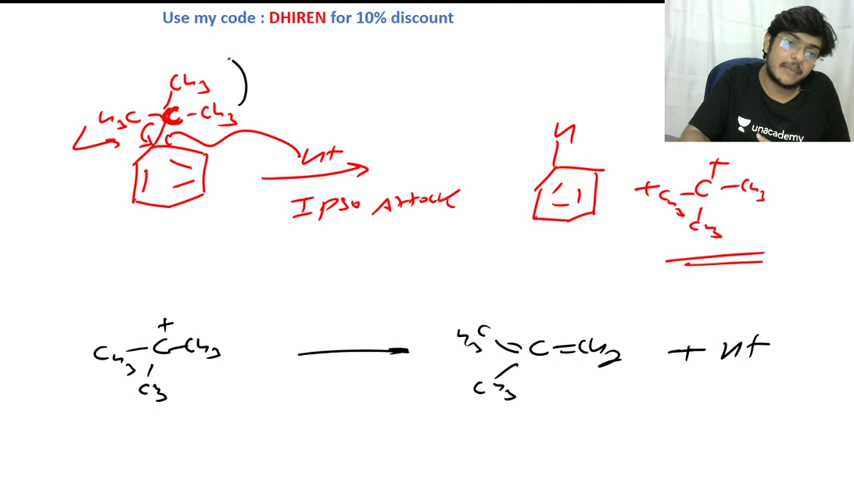 Use my code : DHIREN for 10% discount
unacademy
CH3
H3C - C - CH3
H+
Ipso Attack
H
+
+ CH3 - C - CH3
CH3
+
CH3 - C - CH3
CH3
H3C
C = CH2 + H+
CH3